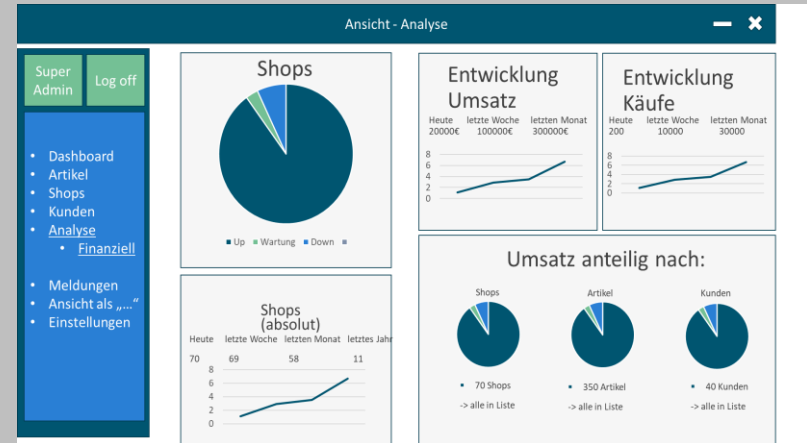 Ansicht - Analyse
Super
Admin
Log off
• Dashboard
• Artikel
• Shops
• Kunden
• Analyse
• Finanziell
• Meldungen
• Ansicht als „…“
• Einstellungen
Shops
Up Wartung Down
Entwicklung
Umsatz
Heute letzte Woche letzten Monat
20000€ 100000€ 300000€
8
6
4
2
0
Entwicklung
Käufe
Heute letzte Woche letzten Monat
200 10000 30000
8
6
4
2
0
Shops
(absolut)
Heute letzte Woche letzten Monat letztes Jahr
70 69 58 11
8
6
4
2
0
Umsatz anteilig nach:
Shops Artikel Kunden
• 70 Shops • 350 Artikel • 40 Kunden
-> alle in Liste -> alle in Liste -> alle in Liste